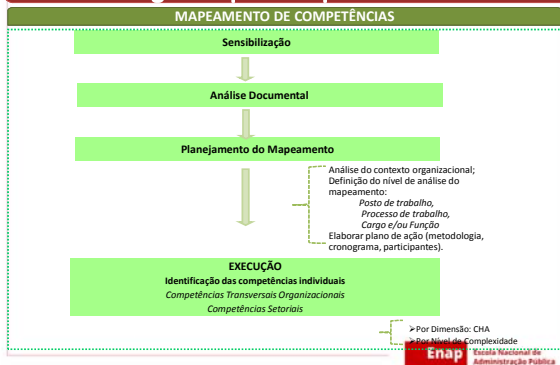 MAPEAMENTO DE COMPETÊNCIAS
Sensibilização
Análise Documental
Planejamento do Mapeamento
Análise do contexto organizacional;
Definição do nível de análise do
mapeamento:
Posto de trabalho,
Processo de trabalho,
Cargo e/ou Função
Elaborar plano de ação (metodologia,
cronograma, participantes).
EXECUÇÃO
Identificação das competências individuais
Competências Transversais Organizacionais
Competências Setoriais
➢Por Dimensão: CHA
➢Por Nível de Complexidade
Enap
Escola Nacional de
Administração Pública